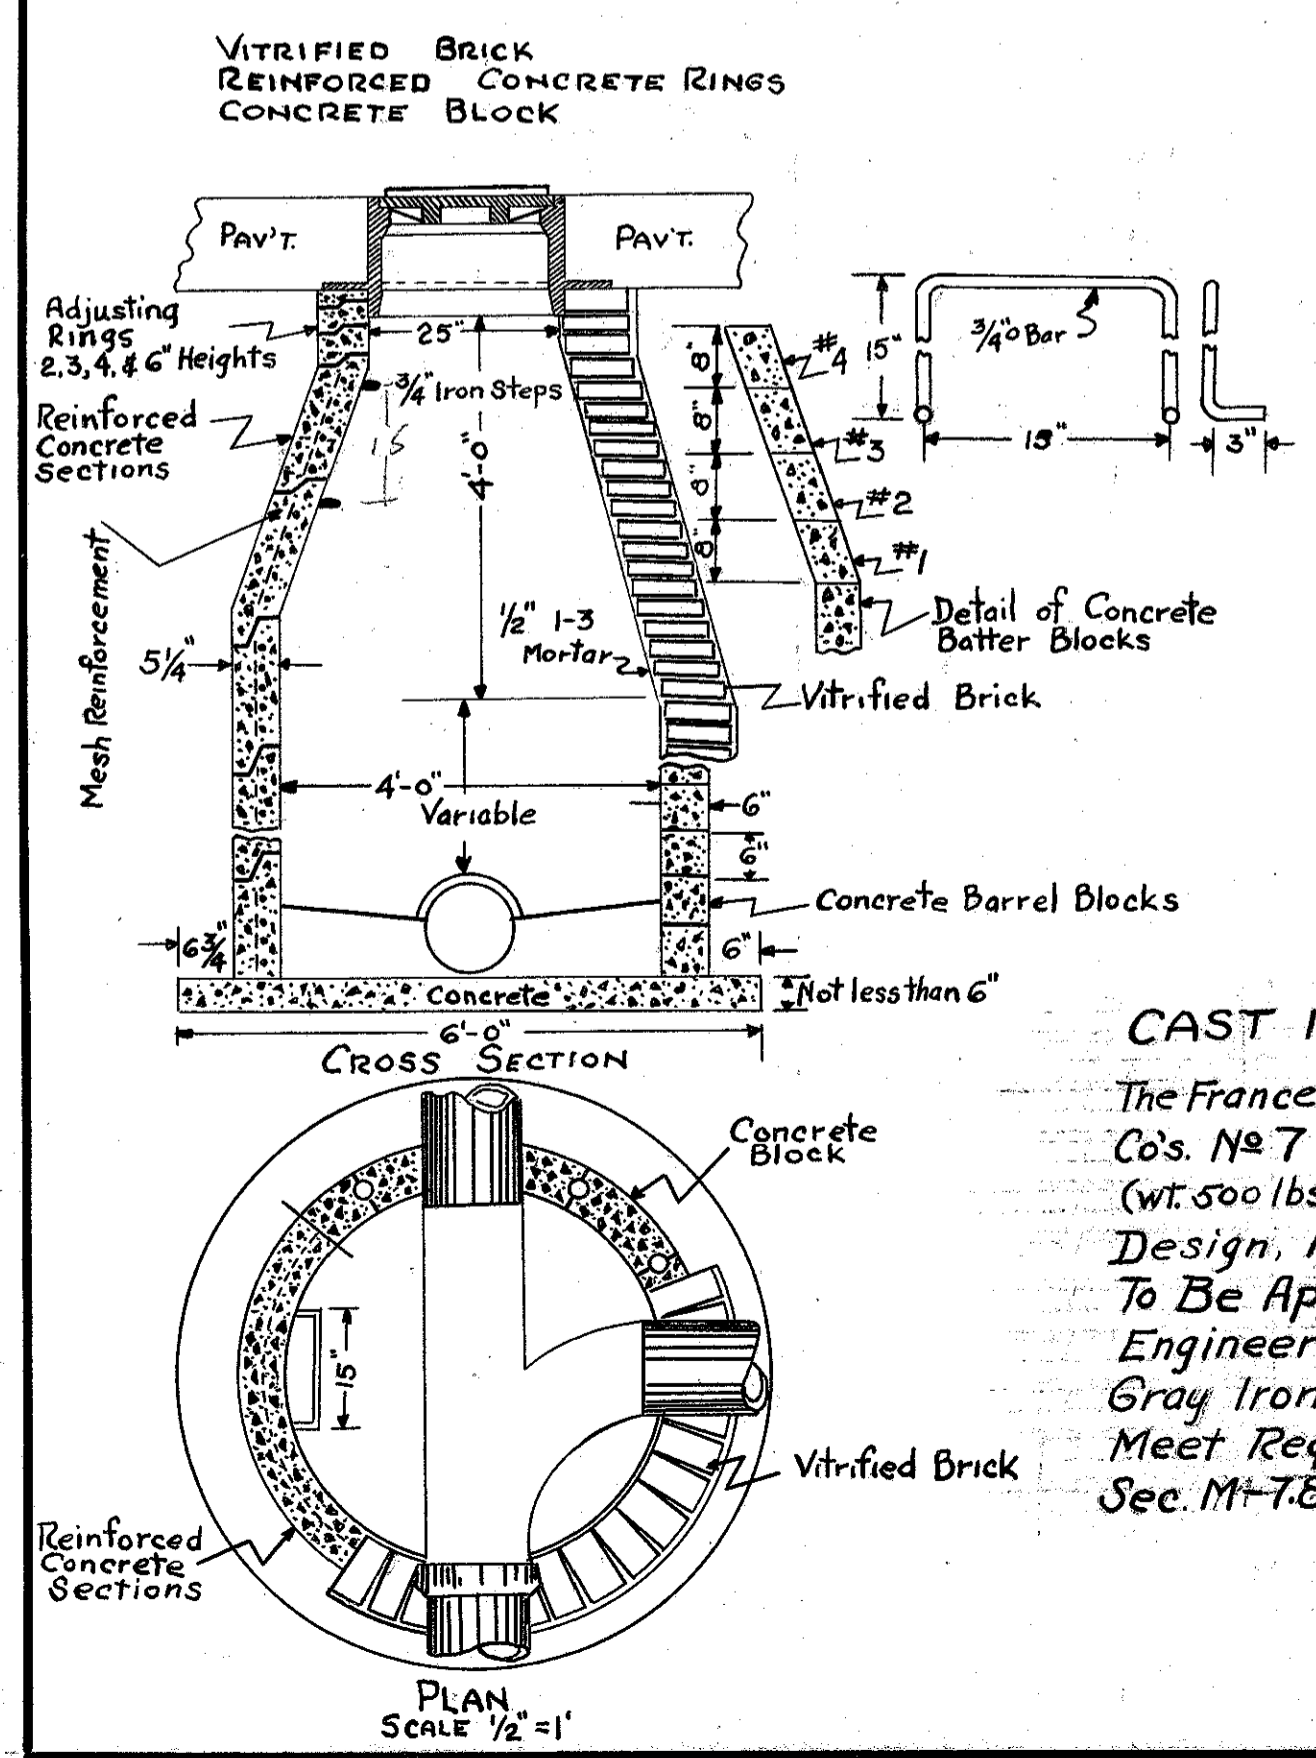 VITRIFIED BRICK
REINFORCED CONCRETE RINGS
CONCRETE BLOCK
PAV'T.
PAV'T.
Adjusting
Rings
2,3,4,& 6" Heights
25"
Reinforced
Concrete
Sections
3/4" Iron Steps
4'-0"
Mesh Reinforcement
5 1/4"
1/2" 1-3
Mortar
8"
8"
8"
8"
#4
#3
#2
#1
15"
3/4"o Bar
15"
3"
Detail of Concrete
Batter Blocks
Vitrified Brick
4'-0"
Variable
6"
6"
Concrete Barrel Blocks
6 3/4"
6"
Concrete
Not less than 6"
6'-0"
CROSS SECTION
Concrete
Block
15"
Vitrified Brick
Reinforced
Concrete
Sections
PLAN
SCALE 1/2" = 1'
CAST
The France
Co's. No 7
(wt. 500 lbs
Design,
To Be Ap
Engineer
Gray Iron
Meet Req
Sec. M-7.8